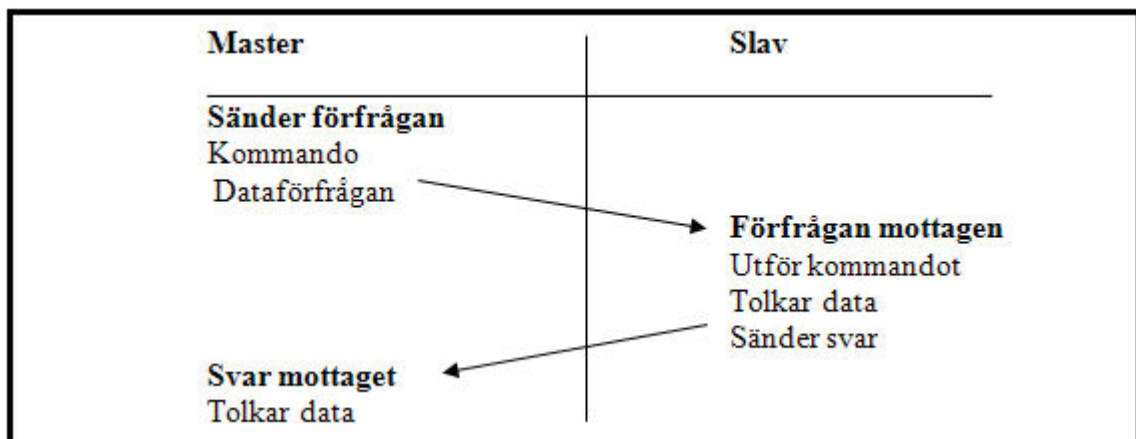 Master Slav
Sänder förfrågan
Kommando
Dataförfrågan
Förfrågan mottagen
Utför kommandot
Tolkar data
Sänder svar
Svar mottaget
Tolkar data